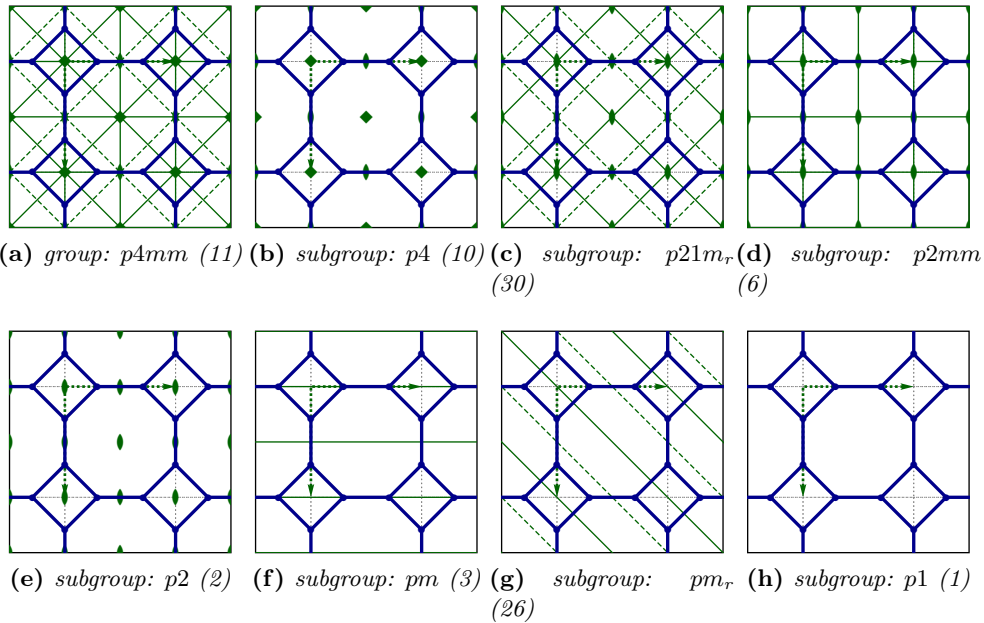 (a) group: p4mm (11) (b) subgroup: p4 (10) (c) subgroup: p21m_r (d) subgroup: p2mm
(30) (6)
(e) subgroup: p2 (2) (f) subgroup: pm (3) (g) subgroup: pm_r (h) subgroup: p1 (1)
(26)